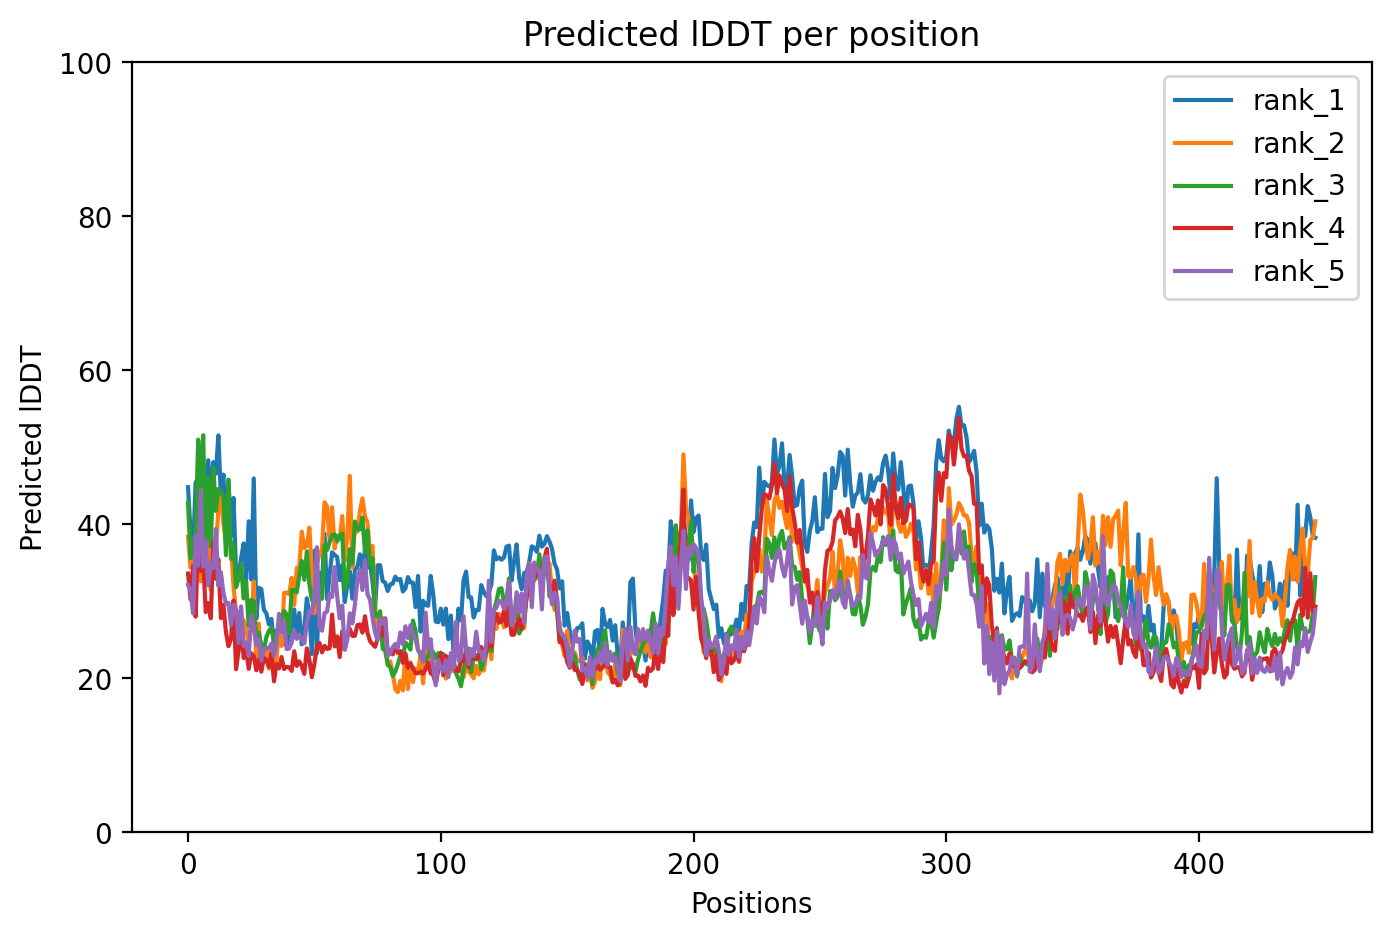 Predicted lDDT per position
100
80
60
40
20
0
Predicted lDDT
0 100 200 300 400
Positions
rank_1
rank_2
rank_3
rank_4
rank_5